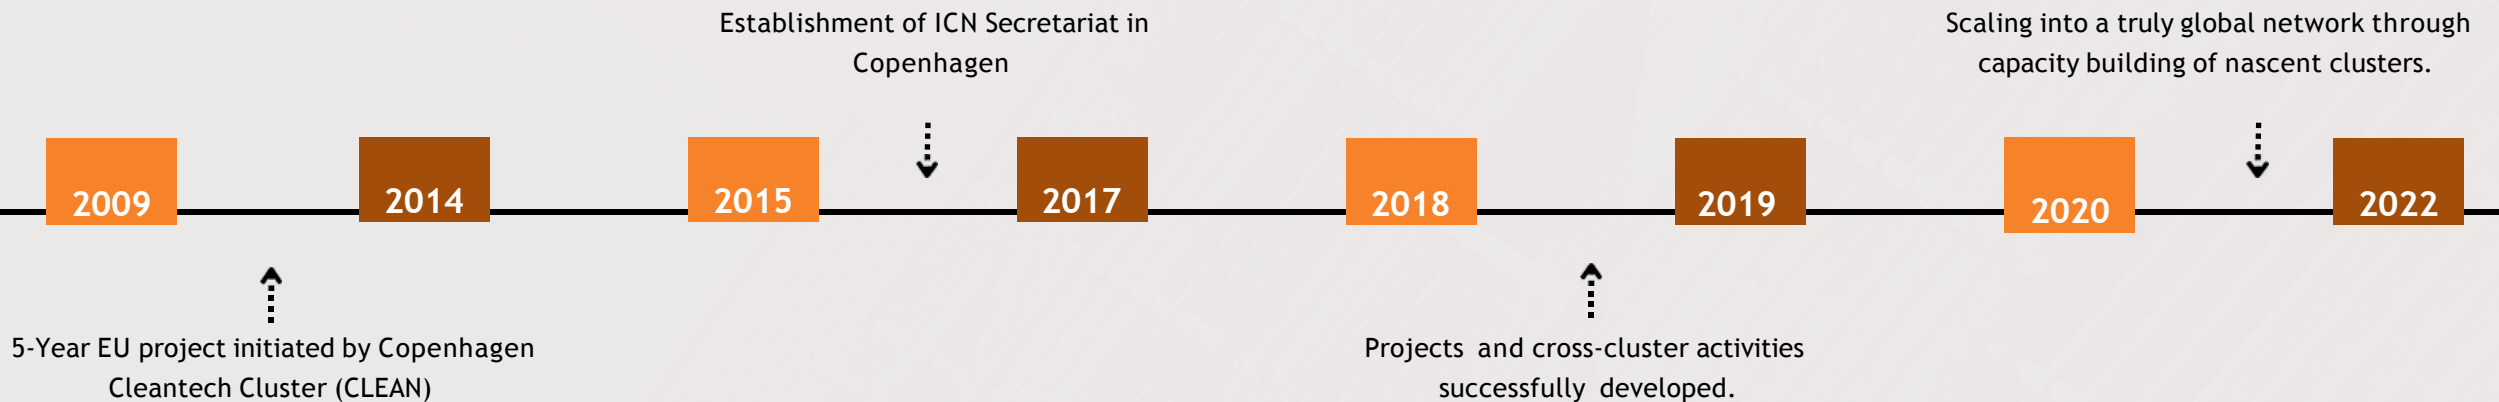 Establishment of ICN Secretariat in
Copenhagen
Scaling into a truly global network through
capacity building of nascent clusters.
2009
2014
2015
2017
2018
2019
2020
2022
5-Year EU project initiated by Copenhagen
Cleantech Cluster (CLEAN)
Projects and cross-cluster activities
successfully developed.